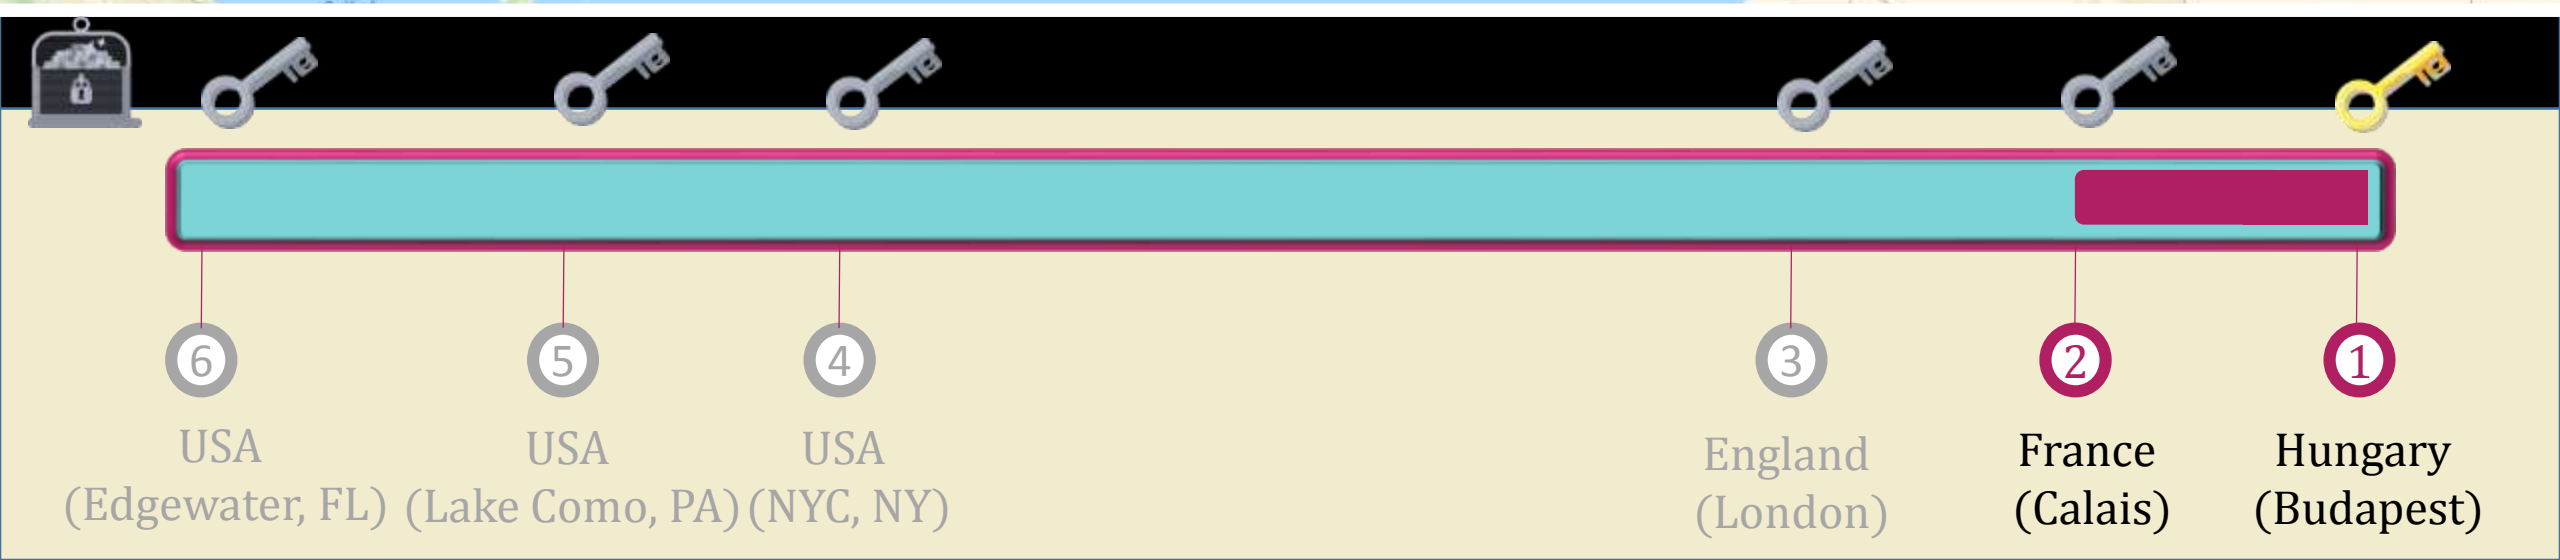 6
USA
(Edgewater, FL)
5
USA
(Lake Como, PA)
4
USA
(NYC, NY)
3
England
(London)
2
France
(Calais)
1
Hungary
(Budapest)